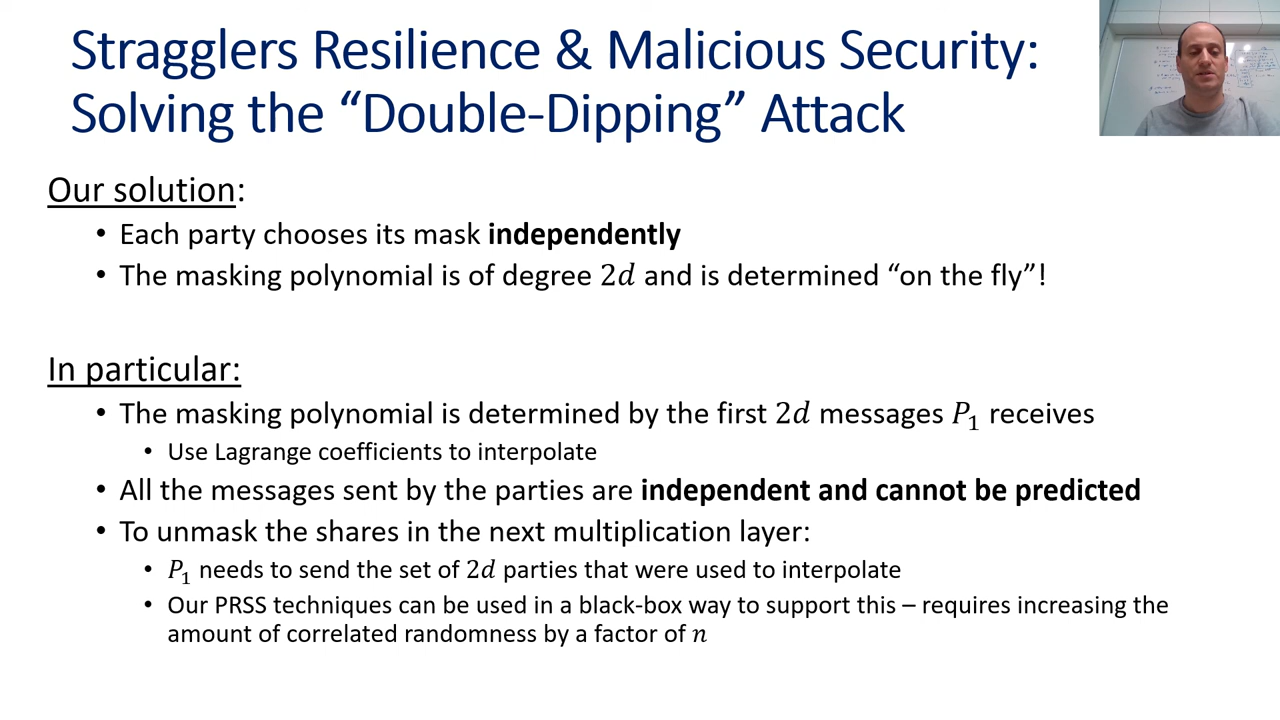 Stragglers Resilience & Malicious Security:
Solving the “Double-Dipping” Attack
Our solution:
• Each party chooses its mask independently
• The masking polynomial is of degree 2d and is determined “on the fly”!
In particular:
• The masking polynomial is determined by the first 2d messages P₁ receives
• Use Lagrange coefficients to interpolate
• All the messages sent by the parties are independent and cannot be predicted
• To unmask the shares in the next multiplication layer:
• P₁ needs to send the set of 2d parties that were used to interpolate
• Our PRSS techniques can be used in a black-box way to support this – requires increasing the
amount of correlated randomness by a factor of n